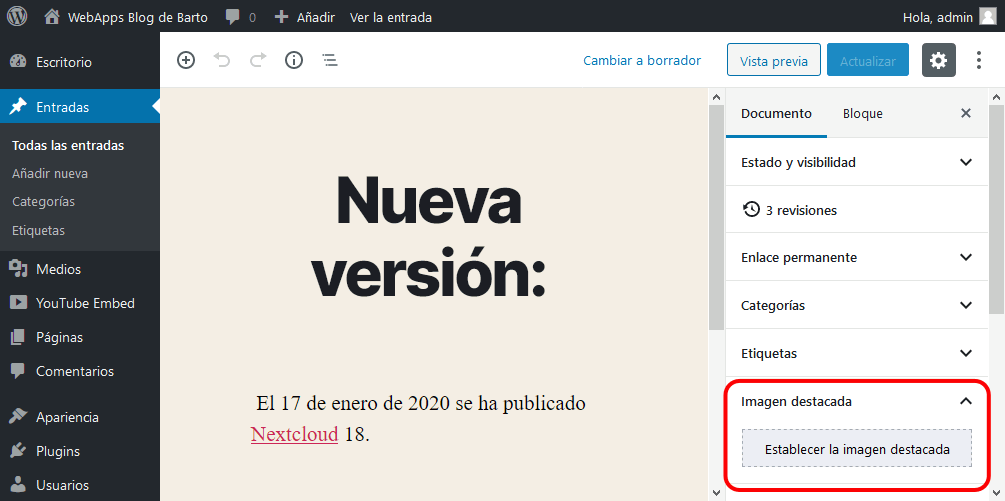 WebApps Blog de Barto 0 Añadir Ver la entrada Hola, admin
Escritorio
Entradas
Todas las entradas
Añadir nueva
Categorías
Etiquetas
Medios
YouTube Embed
Páginas
Comentarios
Apariencia
Plugins
Usuarios
Cambiar a borrador Vista previa Actualizar
Nueva
versión:
El 17 de enero de 2020 se ha publicado
Nextcloud 18.
Documento Bloque
Estado y visibilidad
3 revisiones
Enlace permanente
Categorías
Etiquetas
Imagen destacada
Establecer la imagen destacada